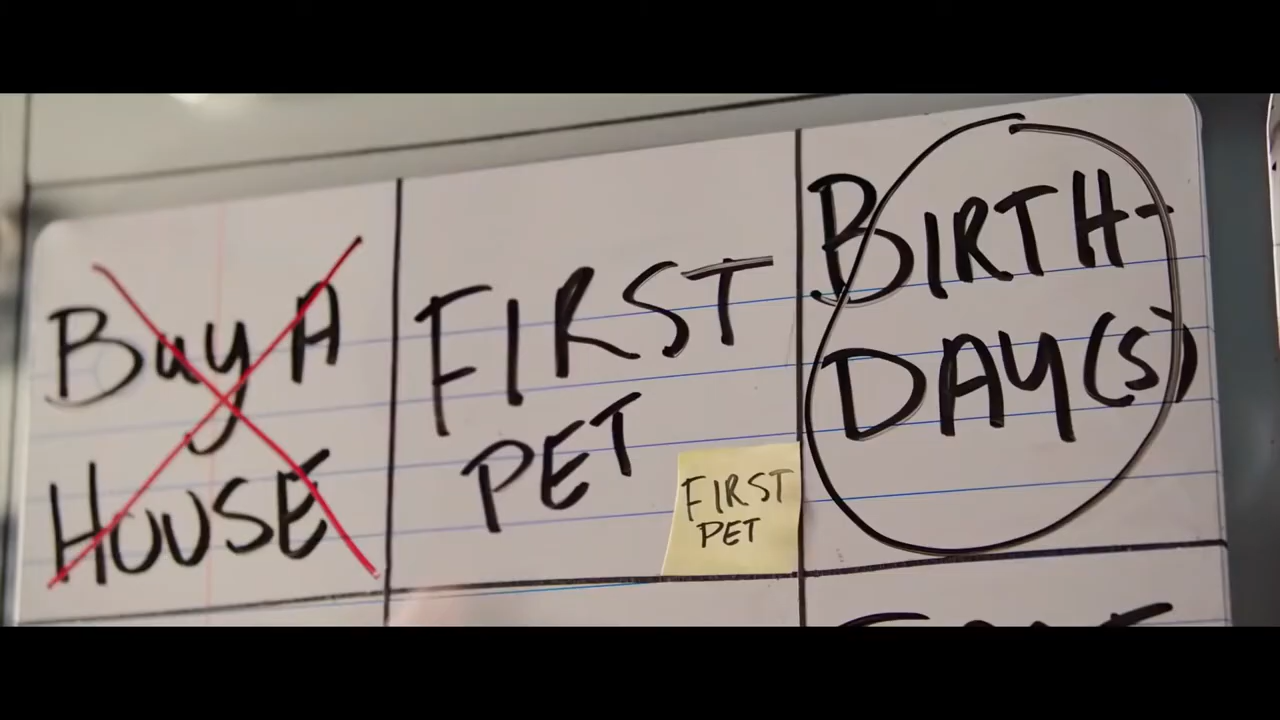 Buy A
HOUSE
FIRST
PET
FIRST
PET
BIRTH-
DAY(S)